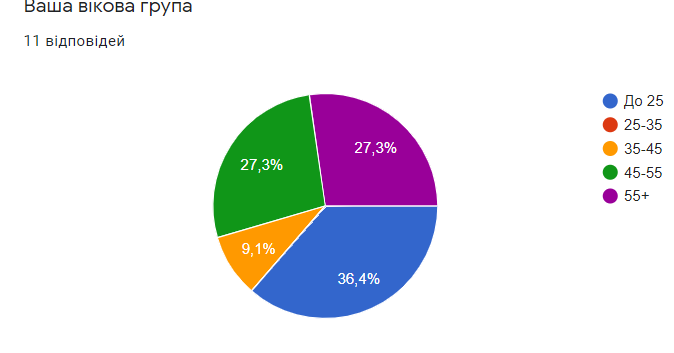 Ваша вікова група
11 відповідей
До 25
25-35
35-45
45-55
55+
27,3%
27,3%
9,1%
36,4%